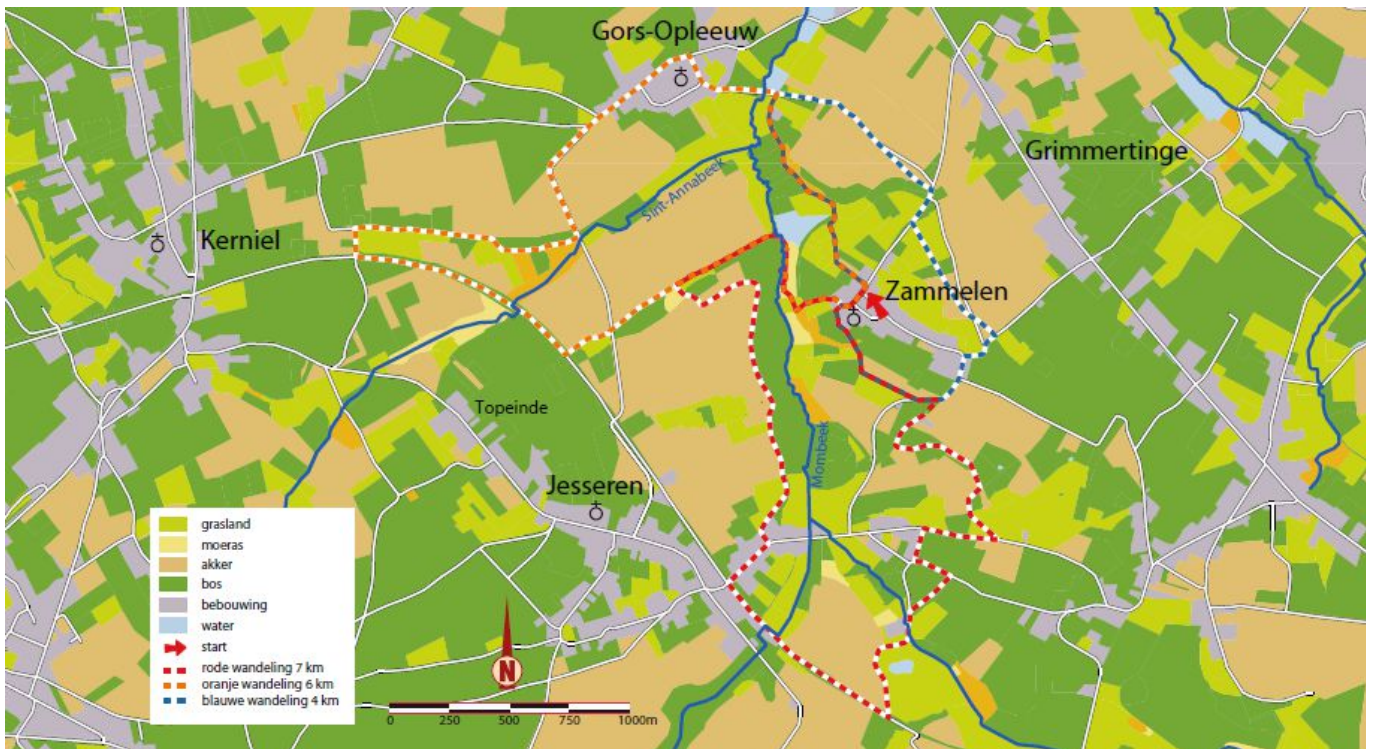 Gors-Opleeuw
Grimmertinge
Sint-Annabeek
Kerniel
Zammelen
Topeinde
Mombeek
Jesseren
grasland
moeras
akker
bos
bebouwing
water
start
rode wandeling 7 km
oranje wandeling 6 km
blauwe wandeling 4 km
N
0 250 500 750 1000m